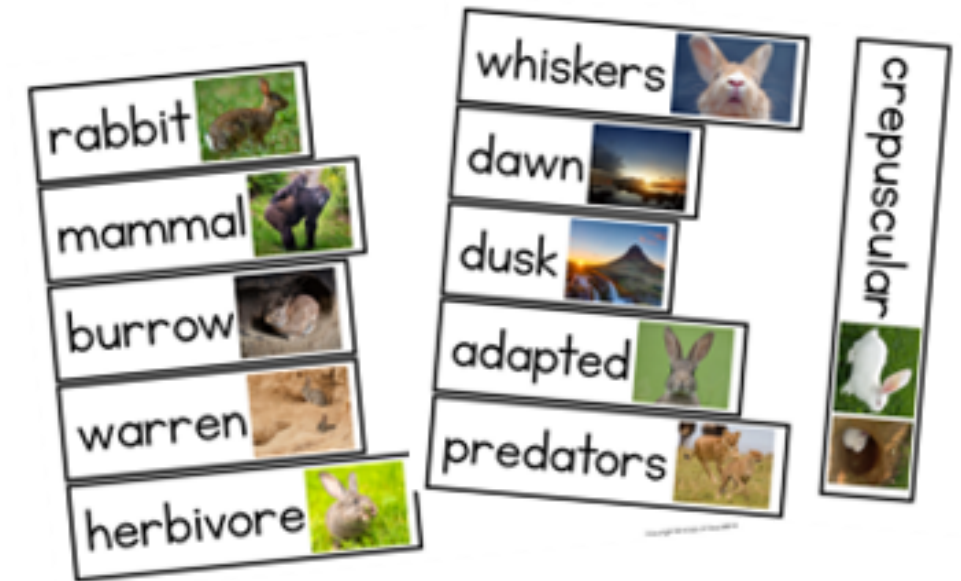 rabbit
mammal
burrow
warren
herbivore
whiskers
dawn
dusk
adapted
predators
crepuscular